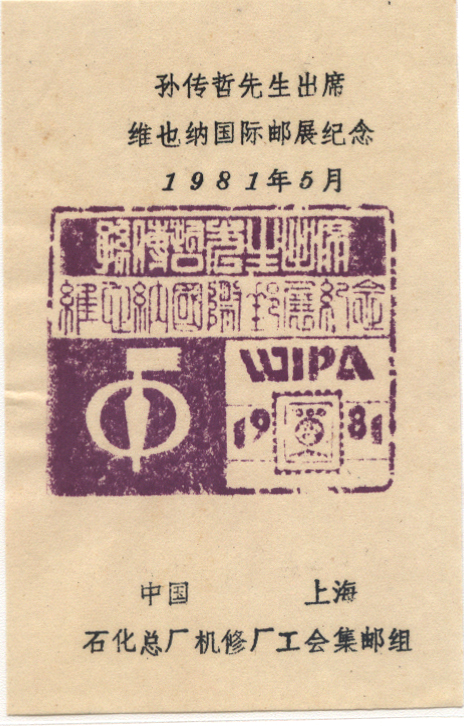 孙传哲先生出席
维也纳国际邮展纪念
1981年5月
孫傳哲先生出席
維也納國際郵展紀念
WIPA
1981
中国 上海
石化总厂机修厂工会集邮组